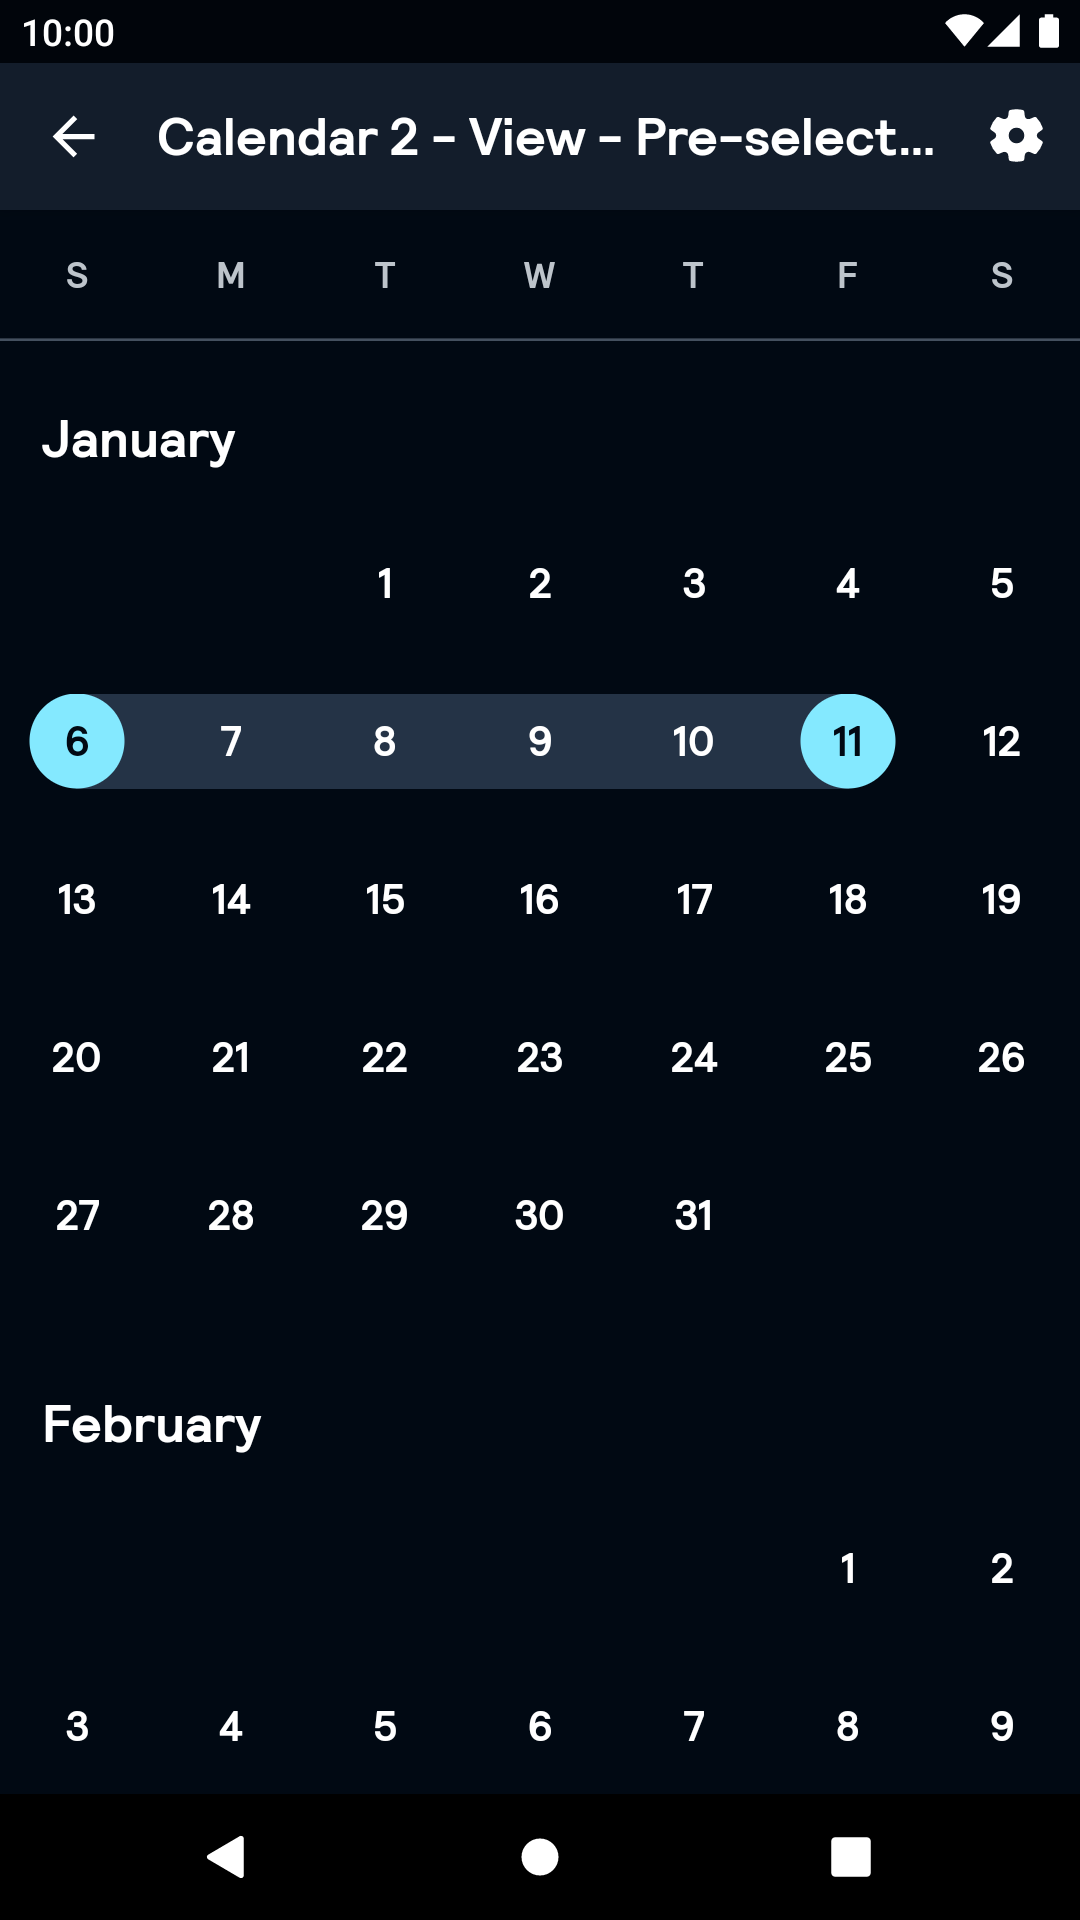 10:00
Calendar 2 - View - Pre-select...
S M T W T F S
January
1 2 3 4 5
6 7 8 9 10 11 12
13 14 15 16 17 18 19
20 21 22 23 24 25 26
27 28 29 30 31
February
1 2
3 4 5 6 7 8 9